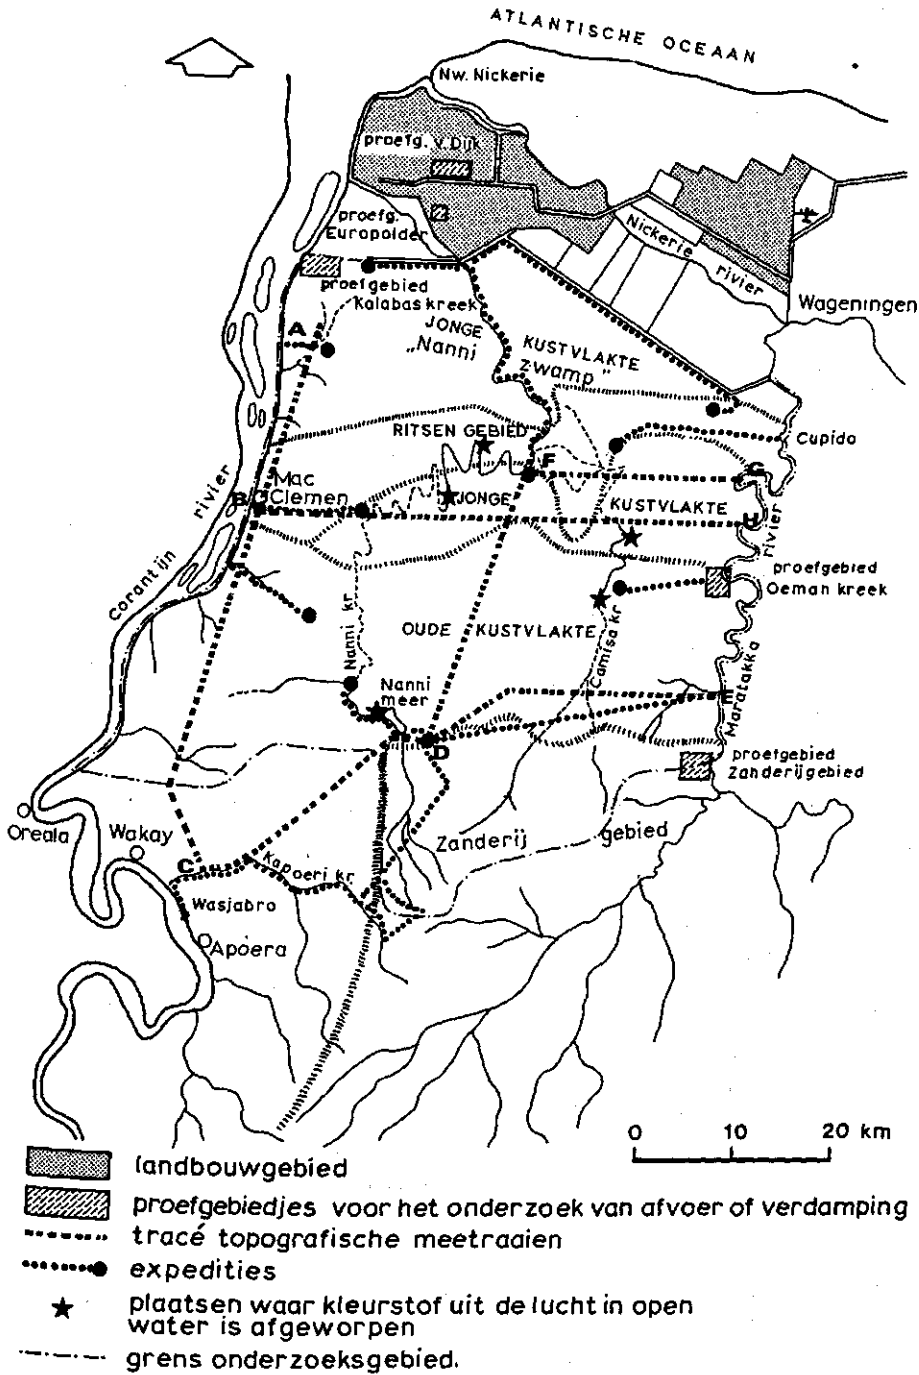 ATLANTISCHE OCEAAN
Nw. Nickerie
proefg. v. Dijk
proefg.
Europolder
Nickerie
rivier
Wageningen
proefgebied
Kalabas kreek
A
JONGE
„Nanni
KUSTVLAKTE
zwamp"
RITSEN GEBIED
Cupido
F
G
Mac
Clemen
B
JONGE
KUSTVLAKTE
H
rivier
rivier
corantijn
proefgebied
Oeman kreek
Nanni kr
OUDE KUSTVLAKTE
Camisa kr
Maratakka
Nanni
meer
E
D
proefgebied
Zanderijgebied
Oreala
Wakay
Zanderij gebied
C
Kapoeri kr.
Wasjabro
Apoera
0 10 20 km
landbouwgebied
proefgebiedjes voor het onderzoek van afvoer of verdamping
tracé topografische meetraaien
expedities
plaatsen waar kleurstof uit de lucht in open
water is afgeworpen
grens onderzoeksgebied.